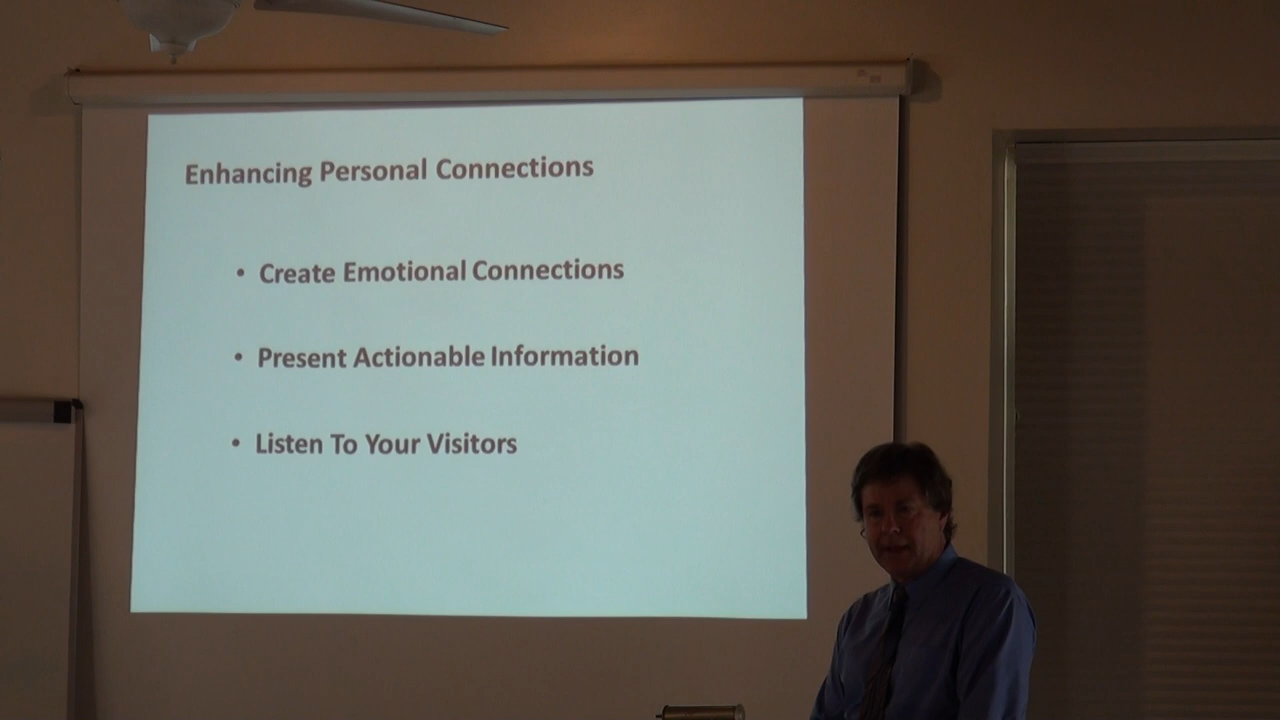 Enhancing Personal Connections
• Create Emotional Connections
• Present Actionable Information
• Listen To Your Visitors